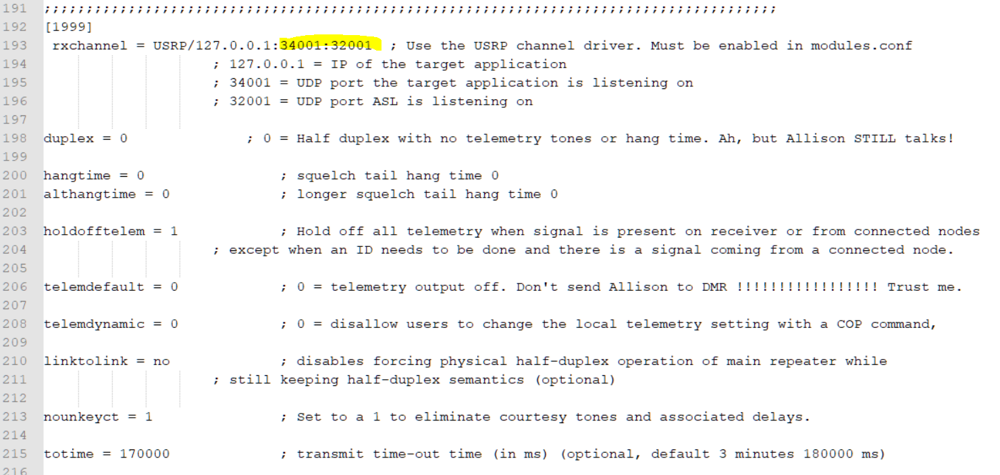 191 ;;;;;;;;;;;;;;;;;;;;;;;;;;;;;;;;;;;;;;;;;;;;;;;;;;;;;;;;;;;;;;;;;;;;;;;;;;;;;;;;;;;;;;;
192 [1999]
193 rxchannel = USRP/127.0.0.1:34001:32001 ; Use the USRP channel driver. Must be enabled in modules.conf
194 ; 127.0.0.1 = IP of the target application
195 ; 34001 = UDP port the target application is listening on
196 ; 32001 = UDP port ASL is listening on
197
198 duplex = 0 ; 0 = Half duplex with no telemetry tones or hang time. Ah, but Allison STILL talks!
199
200 hangtime = 0 ; squelch tail hang time 0
201 althangtime = 0 ; longer squelch tail hang time 0
202
203 holdofftelem = 1 ; Hold off all telemetry when signal is present on receiver or from connected nodes
204 ; except when an ID needs to be done and there is a signal coming from a connected node.
205
206 telemdefault = 0 ; 0 = telemetry output off. Don't send Allison to DMR !!!!!!!!!!!!!!!!! Trust me.
207
208 telemdynamic = 0 ; 0 = disallow users to change the local telemetry setting with a COP command,
209
210 linktolink = no ; disables forcing physical half-duplex operation of main repeater while
211 ; still keeping half-duplex semantics (optional)
212
213 nounkeyct = 1 ; Set to a 1 to eliminate courtesy tones and associated delays.
214
215 totime = 170000 ; transmit time-out time (in ms) (optional, default 3 minutes 180000 ms)
216